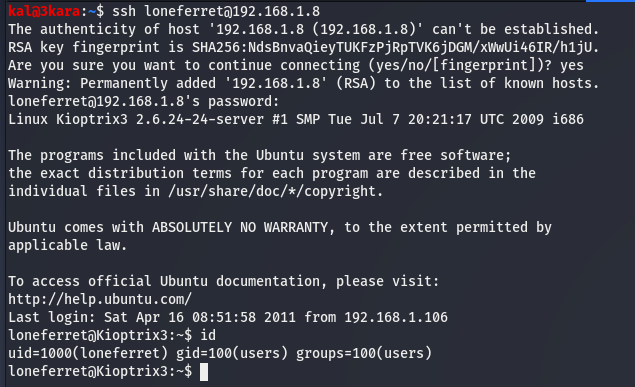 kal@3kara:~$ ssh loneferret@192.168.1.8
The authenticity of host '192.168.1.8 (192.168.1.8)' can't be established.
RSA key fingerprint is SHA256:NdsBnvaQieyTUKFzPjRpTVK6jDGM/xWwUi46IR/h1jU.
Are you sure you want to continue connecting (yes/no/[fingerprint])? yes
Warning: Permanently added '192.168.1.8' (RSA) to the list of known hosts.
loneferret@192.168.1.8's password:
Linux Kioptrix3 2.6.24-24-server #1 SMP Tue Jul 7 20:21:17 UTC 2009 i686
The programs included with the Ubuntu system are free software;
the exact distribution terms for each program are described in the
individual files in /usr/share/doc/*/copyright.
Ubuntu comes with ABSOLUTELY NO WARRANTY, to the extent permitted by
applicable law.
To access official Ubuntu documentation, please visit:
http://help.ubuntu.com/
Last login: Sat Apr 16 08:51:58 2011 from 192.168.1.106
loneferret@Kioptrix3:~$ id
uid=1000(loneferret) gid=100(users) groups=100(users)
loneferret@Kioptrix3:~$